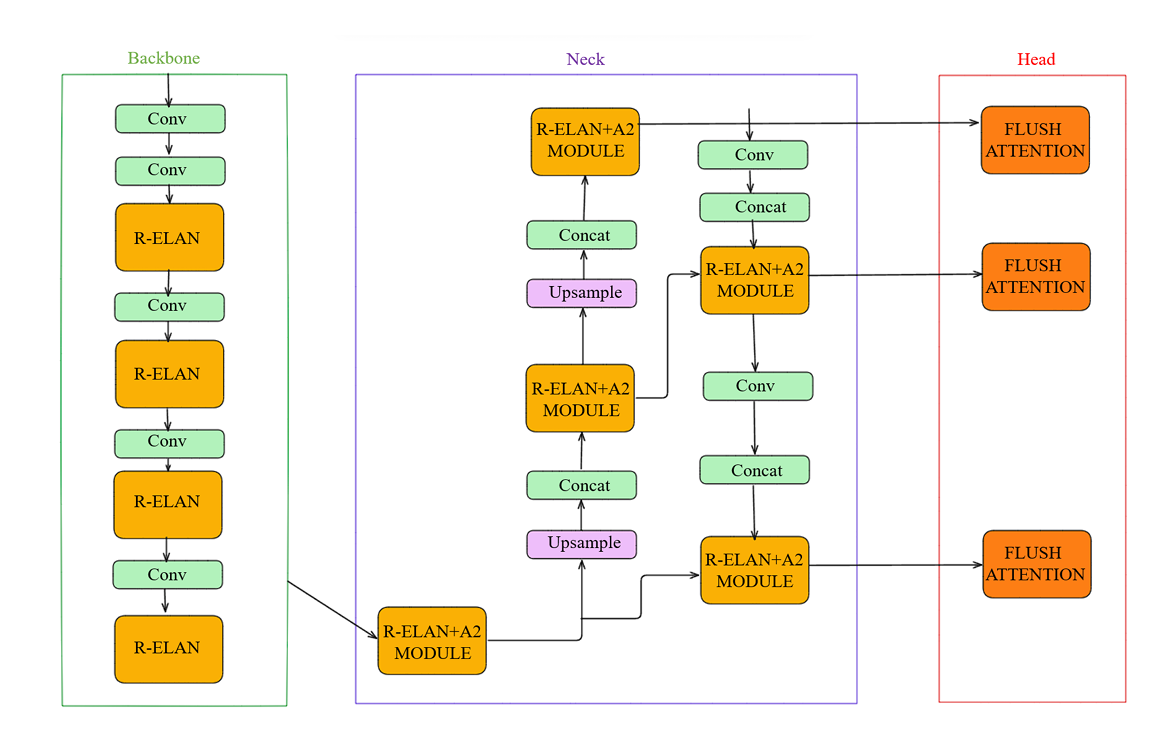 Backbone
Conv
Conv
R-ELAN
Conv
R-ELAN
Conv
R-ELAN
Conv
R-ELAN
Neck
R-ELAN+A2
MODULE
Concat
Upsample
R-ELAN+A2
MODULE
Concat
Upsample
R-ELAN+A2
MODULE
Conv
Concat
R-ELAN+A2
MODULE
Conv
Concat
R-ELAN+A2
MODULE
Head
FLUSH
ATTENTION
FLUSH
ATTENTION
FLUSH
ATTENTION